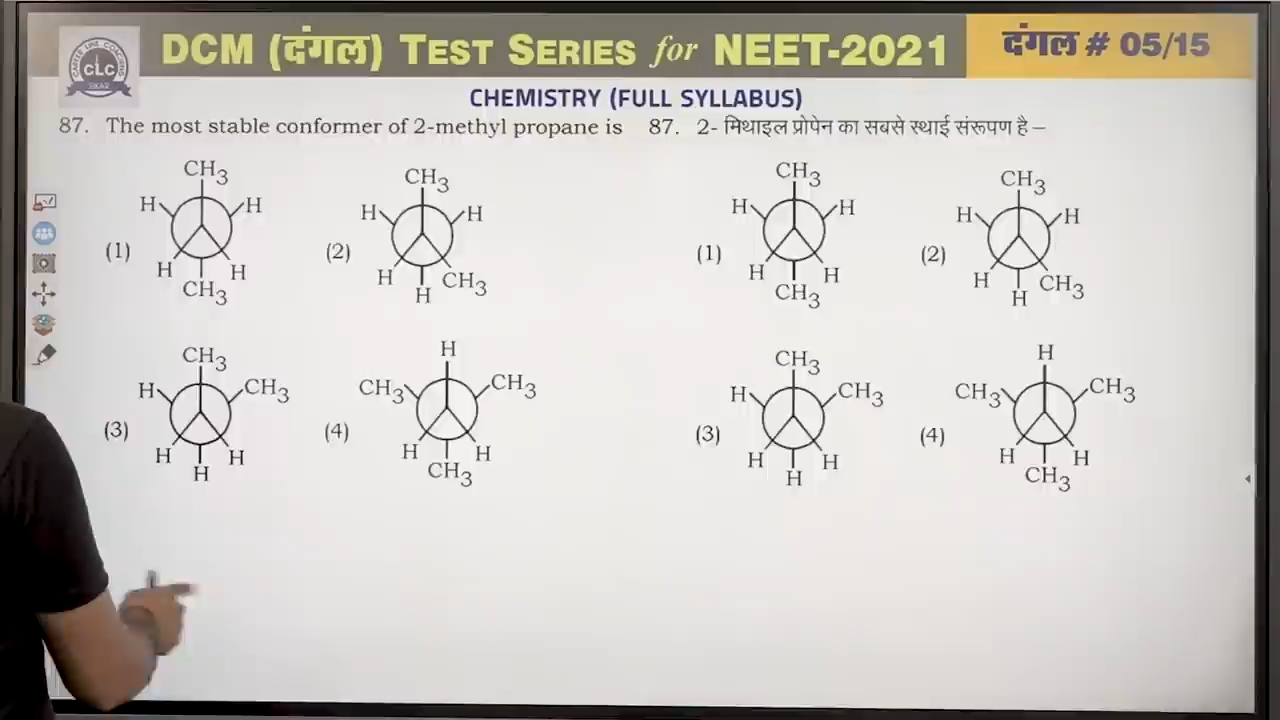 DCM (दंगल) TEST SERIES for NEET-2021
दंगल # 05/15
CLC
CHEMISTRY (FULL SYLLABUS)
87. The most stable conformer of 2-methyl propane is
(1)
CH3
H H
H H
CH3
(2)
CH3
H H
H CH3
H
(3)
CH3
H CH3
H H
H
(4)
H
CH3 CH3
H H
CH3
87. 2- मिथाइल प्रोपेन का सबसे स्थाई संरूपण है –
(1)
CH3
H H
H H
CH3
(2)
CH3
H H
H CH3
H
(3)
CH3
H CH3
H H
H
(4)
H
CH3 CH3
H H
CH3